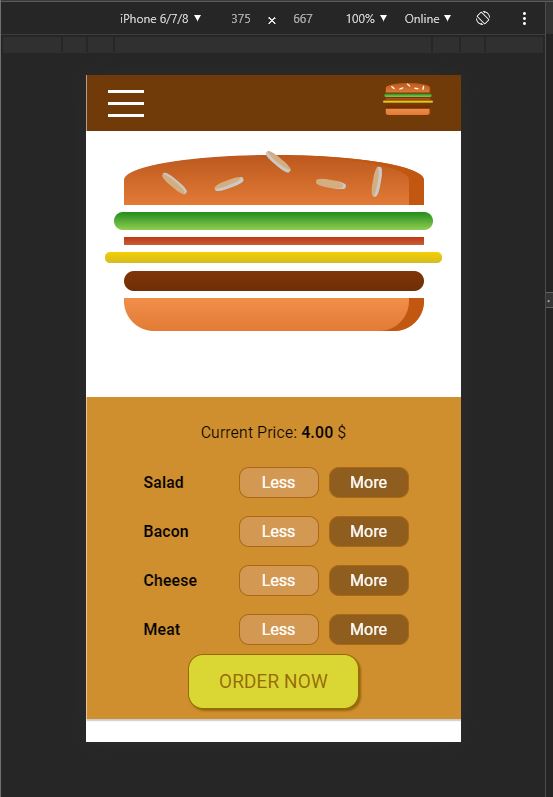 iPhone 6/7/8 ▼ 375 × 667 100% ▼ Online ▼
Current Price: 4.00 $
Salad Less More
Bacon Less More
Cheese Less More
Meat Less More
ORDER NOW